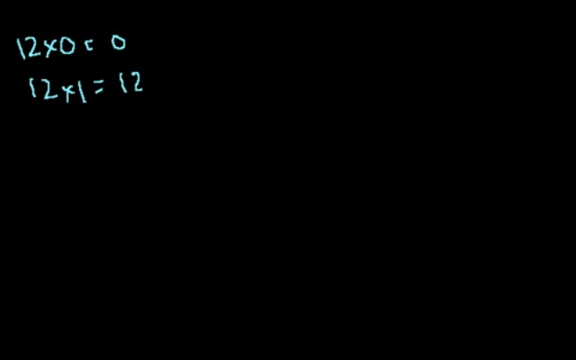 12x0 = 0
12x1 = 12